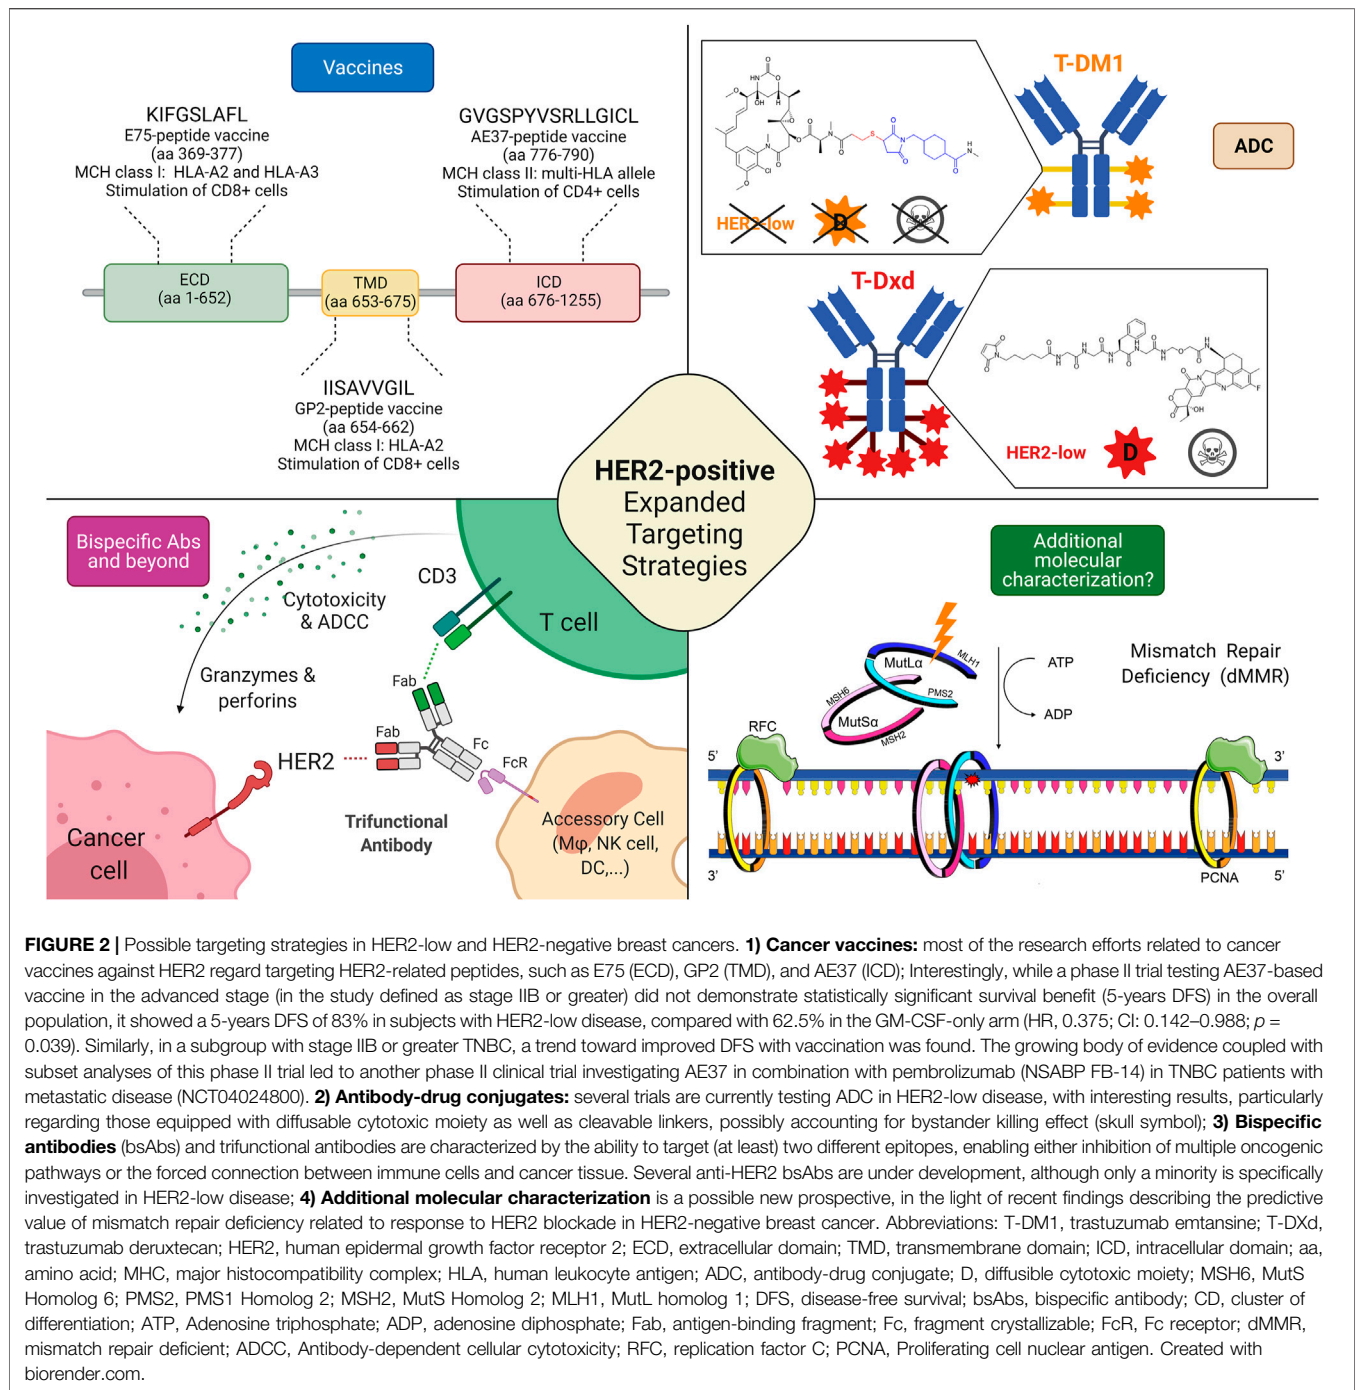 Vaccines
KIFGSLAFL
E75-peptide vaccine
(aa 369-377)
MCH class I:  HLA-A2 and HLA-A3
Stimulation of CD8+ cells
GVGSPYVSRLLGICL
AE37-peptide vaccine
(aa 776-790)
MCH class II: multi-HLA allele
Stimulation of CD4+ cells
ECD
(aa 1-652)
TMD
(aa 653-675)
ICD
(aa 676-1255)
IISAVVGIL
GP2-peptide vaccine
(aa 654-662)
MCH class I: HLA-A2
Stimulation of CD8+ cells
T-DM1
ADC
HER2-low
D
T-Dxd
HER2-low
D
HER2-positive
Expanded
Targeting
Strategies
Bispecific Abs
and beyond
CD3
T cell
Cytotoxicity
& ADCC
Granzymes &
perforins
Fab
Fab
Fc
FcR
HER2
Cancer
cell
Trifunctional
Antibody
Accessory Cell
(Mφ, NK cell,
DC,...)
Additional
molecular
characterization?
Mismatch Repair
Deficiency (dMMR)
MutLα
MLH1
PMS2
MSH6
MutSα
MSH2
ATP
ADP
RFC
5'
3'
3'
5'
PCNA
FIGURE 2 | Possible targeting strategies in HER2-low and HER2-negative breast cancers. 1) Cancer vaccines: most of the research efforts related to cancer
vaccines against HER2 regard targeting HER2-related peptides, such as E75 (ECD), GP2 (TMD), and AE37 (ICD); Interestingly, while a phase II trial testing AE37-based
vaccine in the advanced stage (in the study defined as stage IIB or greater) did not demonstrate statistically significant survival benefit (5-years DFS) in the overall
population, it showed a 5-years DFS of 83% in subjects with HER2-low disease, compared with 62.5% in the GM-CSF-only arm (HR, 0.375; CI: 0.142–0.988; p =
0.039). Similarly, in a subgroup with stage IIB or greater TNBC, a trend toward improved DFS with vaccination was found. The growing body of evidence coupled with
subset analyses of this phase II trial led to another phase II clinical trial investigating AE37 in combination with pembrolizumab (NSABP FB-14) in TNBC patients with
metastatic disease (NCT04024800). 2) Antibody-drug conjugates: several trials are currently testing ADC in HER2-low disease, with interesting results, particularly
regarding those equipped with diffusable cytotoxic moiety as well as cleavable linkers, possibly accounting for bystander killing effect (skull symbol); 3) Bispecific
antibodies (bsAbs) and trifunctional antibodies are characterized by the ability to target (at least) two different epitopes, enabling either inhibition of multiple oncogenic
pathways or the forced connection between immune cells and cancer tissue. Several anti-HER2 bsAbs are under development, although only a minority is specifically
investigated in HER2-low disease; 4) Additional molecular characterization is a possible new prospective, in the light of recent findings describing the predictive
value of mismatch repair deficiency related to response to HER2 blockade in HER2-negative breast cancer. Abbreviations: T-DM1, trastuzumab emtansine; T-DXd,
trastuzumab deruxtecan; HER2, human epidermal growth factor receptor 2; ECD, extracellular domain; TMD, transmembrane domain; ICD, intracellular domain; aa,
amino acid; MHC, major histocompatibility complex; HLA, human leukocyte antigen; ADC, antibody-drug conjugate; D, diffusible cytotoxic moiety; MSH6, MutS
Homolog 6; PMS2, PMS1 Homolog 2; MSH2, MutS Homolog 2; MLH1, MutL homolog 1; DFS, disease-free survival; bsAbs, bispecific antibody; CD, cluster of
differentiation; ATP, Adenosine triphosphate; ADP, adenosine diphosphate; Fab, antigen-binding fragment; Fc, fragment crystallizable; FcR, Fc receptor; dMMR,
mismatch repair deficient; ADCC, Antibody-dependent cellular cytotoxicity; RFC, replication factor C; PCNA, Proliferating cell nuclear antigen. Created with
biorender.com.